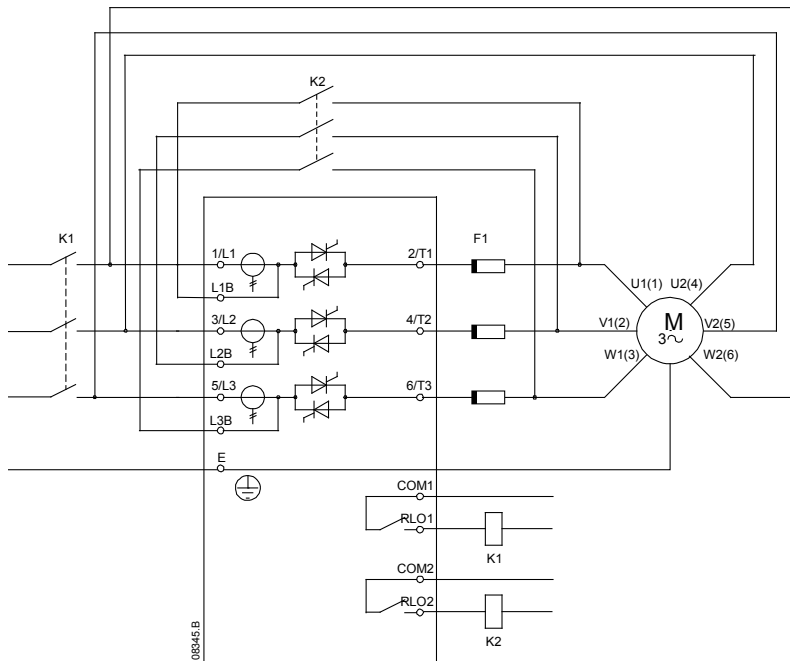 K2
K1
F1
1/L1
2/T1
U1(1)
U2(4)
L1B
3/L2
4/T2
V1(2)
M
3~
V2(5)
L2B
W1(3)
W2(6)
5/L3
6/T3
L3B
E
COM1
RLO1
K1
COM2
RLO2
K2
08345.B